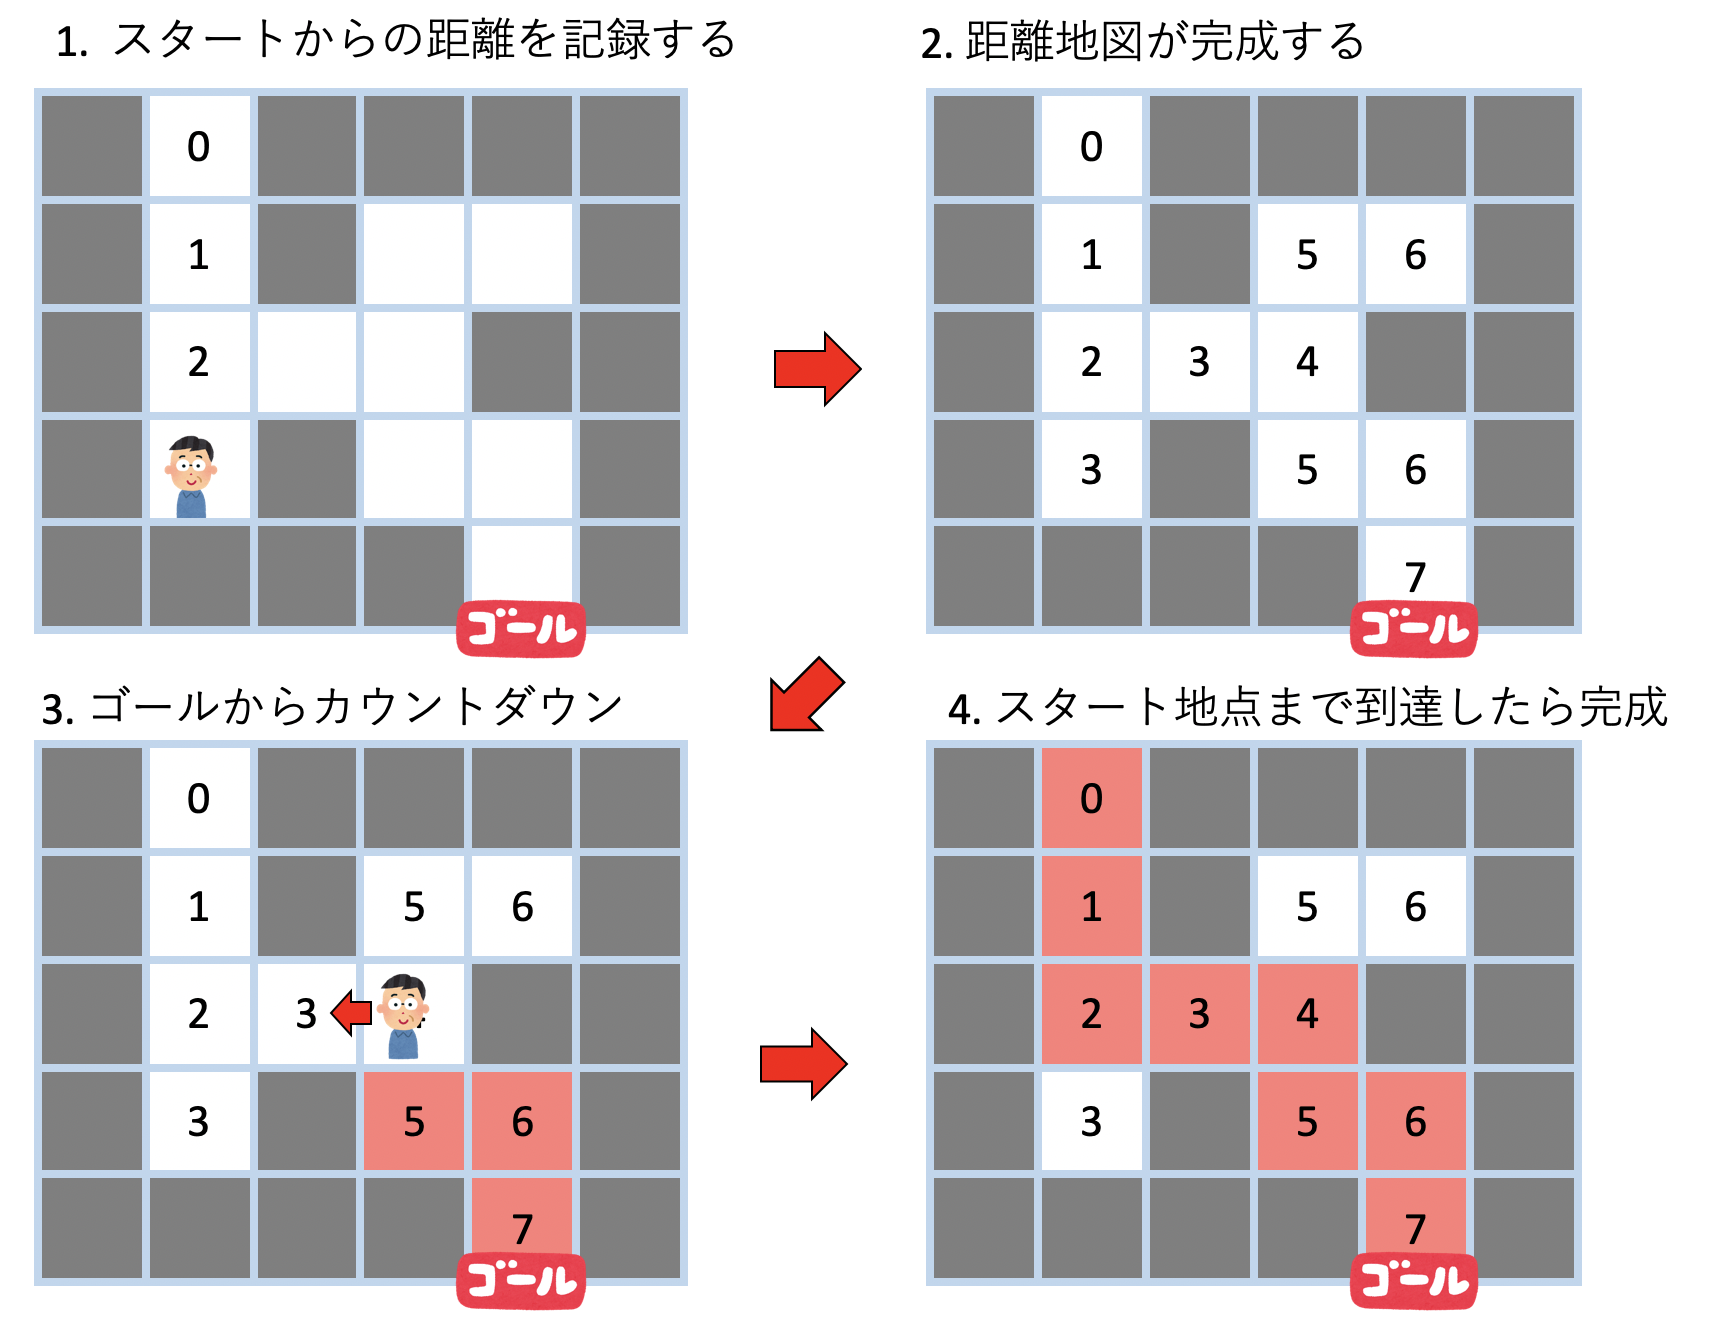 1. スタートからの距離を記録する
0
1
2
ゴール
2. 距離地図が完成する
0
1 5 6
2 3 4
3 5 6
7
ゴール
3. ゴールからカウントダウン
0
1 5 6
2 3
3 5 6
7
ゴール
4. スタート地点まで到達したら完成
0
1 5 6
2 3 4
3 5 6
7
ゴール